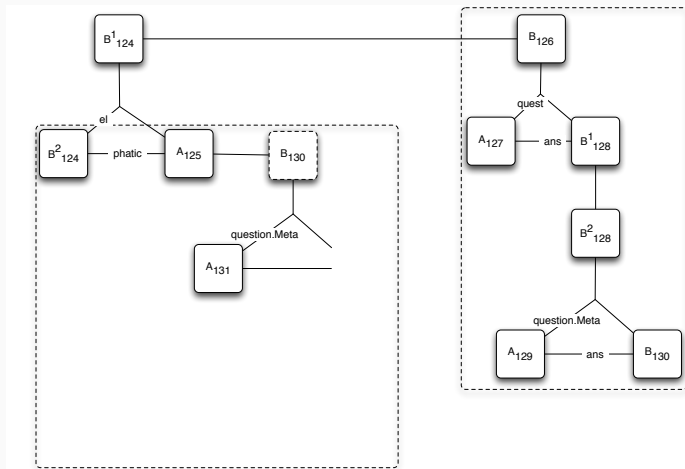 B¹₁₂₄
B₁₂₆
el
quest
B²₁₂₄
phatic
A₁₂₅
B₁₃₀
A₁₂₇
ans
B¹₁₂₈
question.Meta
B²₁₂₈
A₁₃₁
question.Meta
A₁₂₉
ans
B₁₃₀